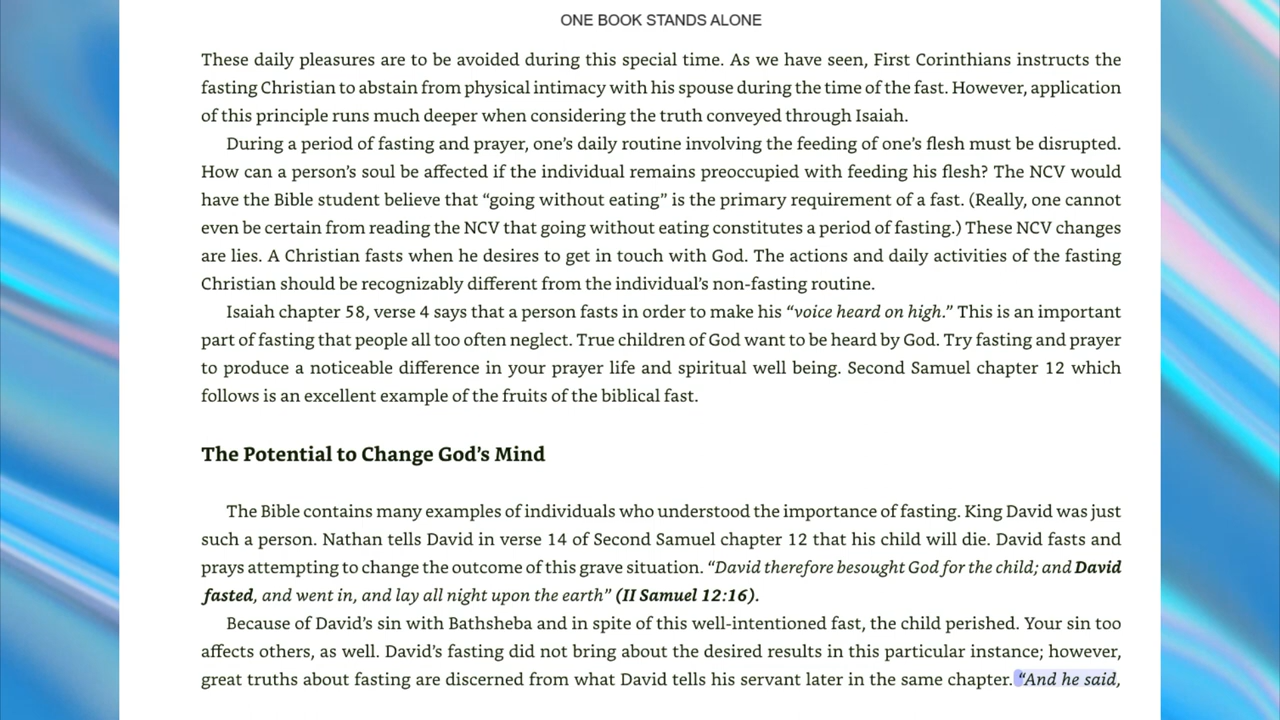 ONE BOOK STANDS ALONE
These daily pleasures are to be avoided during this special time. As we have seen, First Corinthians instructs the
fasting Christian to abstain from physical intimacy with his spouse during the time of the fast. However, application
of this principle runs much deeper when considering the truth conveyed through Isaiah.
During a period of fasting and prayer, one’s daily routine involving the feeding of one’s flesh must be disrupted.
How can a person’s soul be affected if the individual remains preoccupied with feeding his flesh? The NCV would
have the Bible student believe that “going without eating” is the primary requirement of a fast. (Really, one cannot
even be certain from reading the NCV that going without eating constitutes a period of fasting.) These NCV changes
are lies. A Christian fasts when he desires to get in touch with God. The actions and daily activities of the fasting
Christian should be recognizably different from the individual’s non-fasting routine.
Isaiah chapter 58, verse 4 says that a person fasts in order to make his “voice heard on high.” This is an important
part of fasting that people all too often neglect. True children of God want to be heard by God. Try fasting and prayer
to produce a noticeable difference in your prayer life and spiritual well being. Second Samuel chapter 12 which
follows is an excellent example of the fruits of the biblical fast.
The Potential to Change God’s Mind
The Bible contains many examples of individuals who understood the importance of fasting. King David was just
such a person. Nathan tells David in verse 14 of Second Samuel chapter 12 that his child will die. David fasts and
prays attempting to change the outcome of this grave situation. “David therefore besought God for the child; and David
fasted, and went in, and lay all night upon the earth” (II Samuel 12:16).
Because of David’s sin with Bathsheba and in spite of this well-intentioned fast, the child perished. Your sin too
affects others, as well. David’s fasting did not bring about the desired results in this particular instance; however,
great truths about fasting are discerned from what David tells his servant later in the same chapter. “And he said,